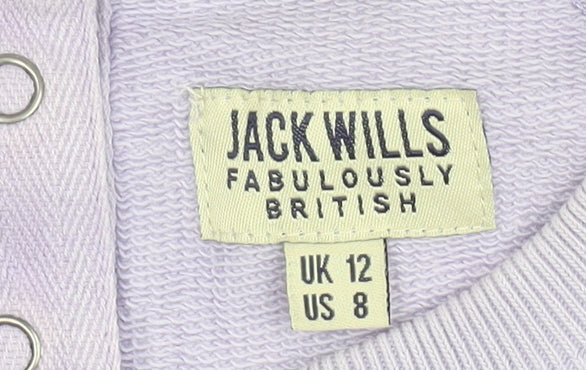 JACK WILLS
FABULOUSLY
BRITISH
UK 12
US 8